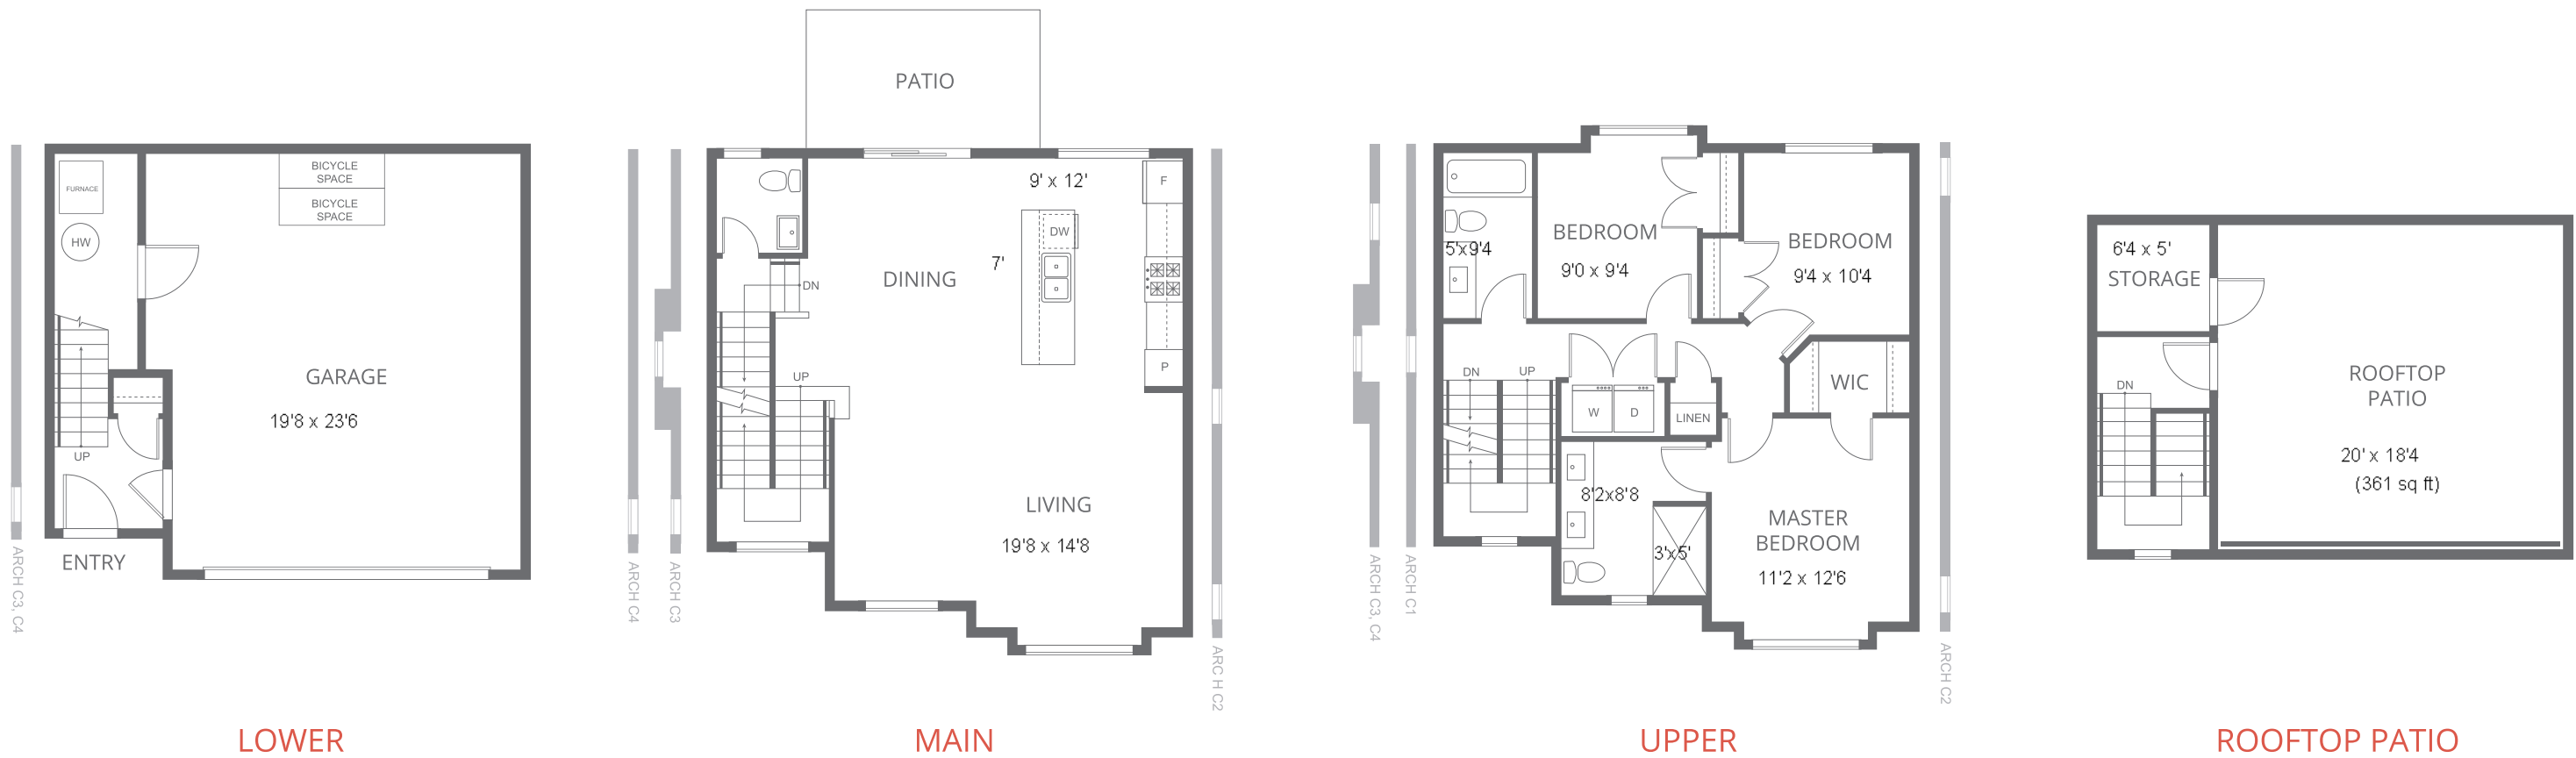 FURNACE
HW
BICYCLE
SPACE
BICYCLE
SPACE
GARAGE
19'8 x 23'6
UP
ENTRY
ARCH C3, C4
LOWER
PATIO
9' x 12'
F
DW
7'
DINING
DN
UP
P
LIVING
19'8 x 14'8
ARCH C4
ARCH C3
ARC H C2
MAIN
5'x9'4
BEDROOM
9'0 x 9'4
BEDROOM
9'4 x 10'4
DN
UP
W
D
LINEN
WIC
8'2x8'8
3'x5'
MASTER
BEDROOM
11'2 x 12'6
ARCH C3, C4
ARCH C1
ARCH C2
UPPER
6'4 x 5'
STORAGE
DN
ROOFTOP
PATIO
20' x 18'4
(361 sq ft)
ROOFTOP PATIO